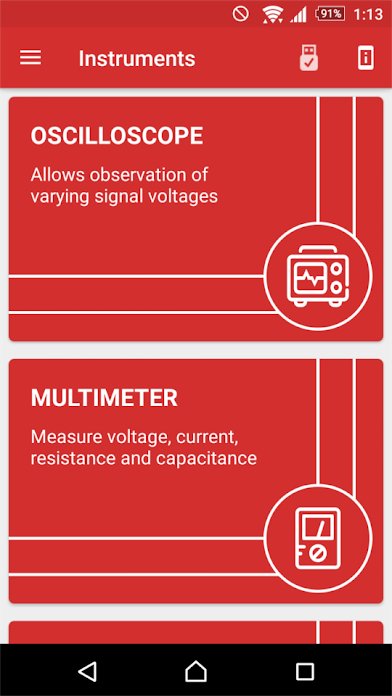 91% 1:13
Instruments
OSCILLOSCOPE
Allows observation of
varying signal voltages
MULTIMETER
Measure voltage, current,
resistance and capacitance